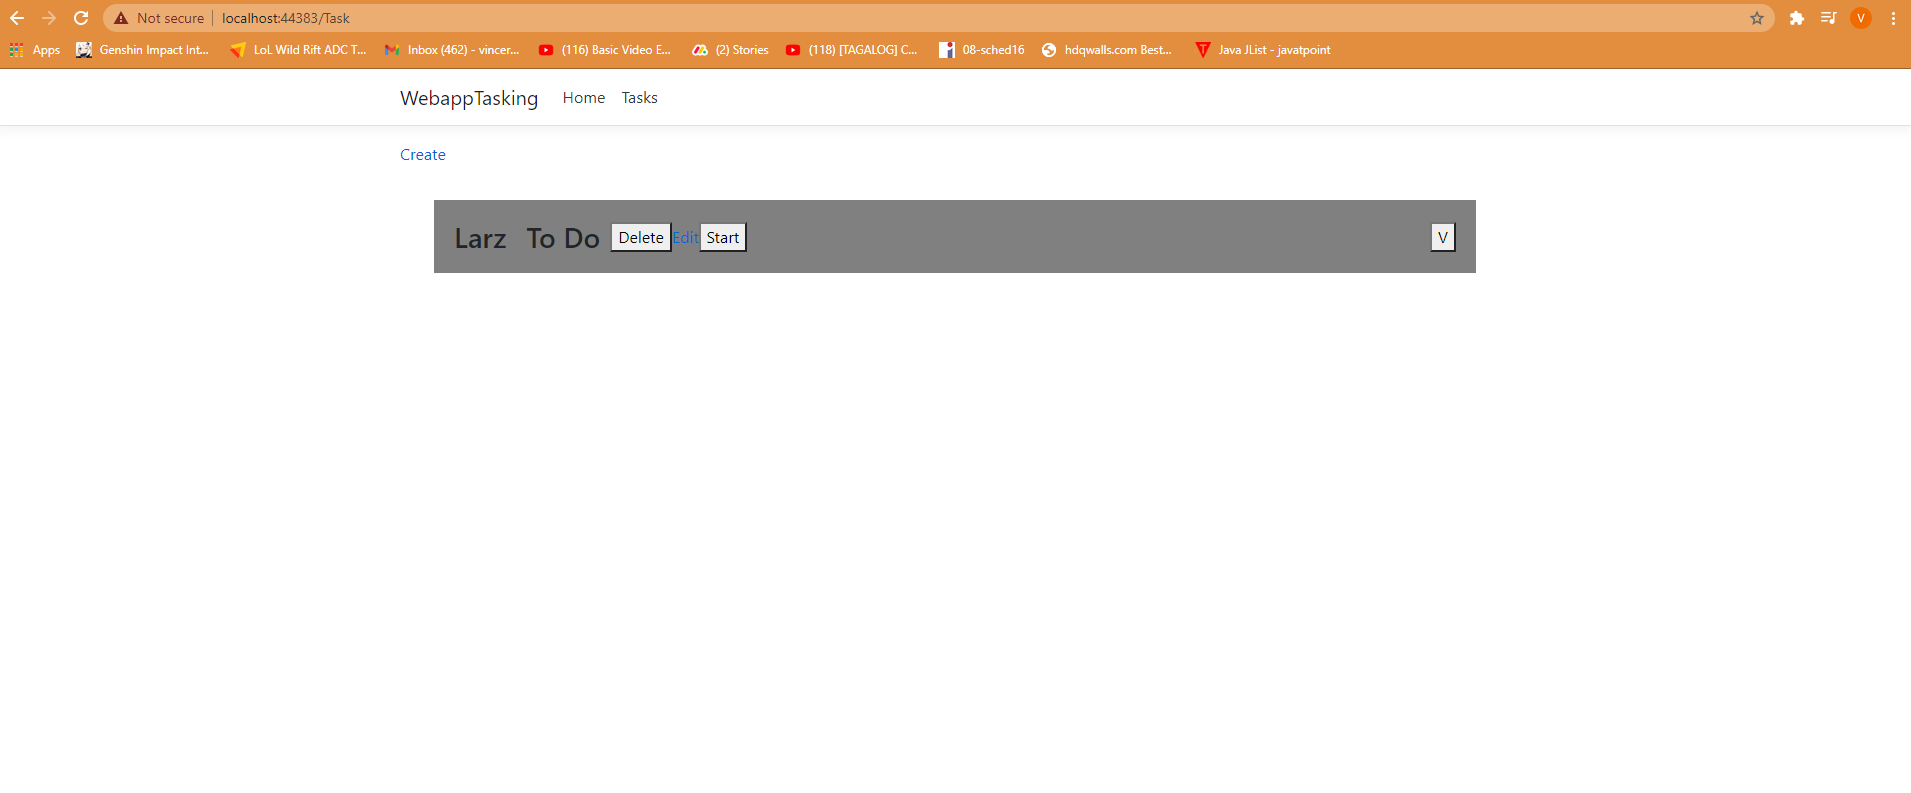 Not secure | localhost:44383/Task V
Apps Genshin Impact Int... LoL Wild Rift ADC T... Inbox (462) - vincer... (116) Basic Video E... (2) Stories (118) [TAGALOG] C... 08-sched16 hdqwalls.com Best... Java JList - javatpoint
WebappTasking Home Tasks
Create
Larz To Do Delete Edit Start V